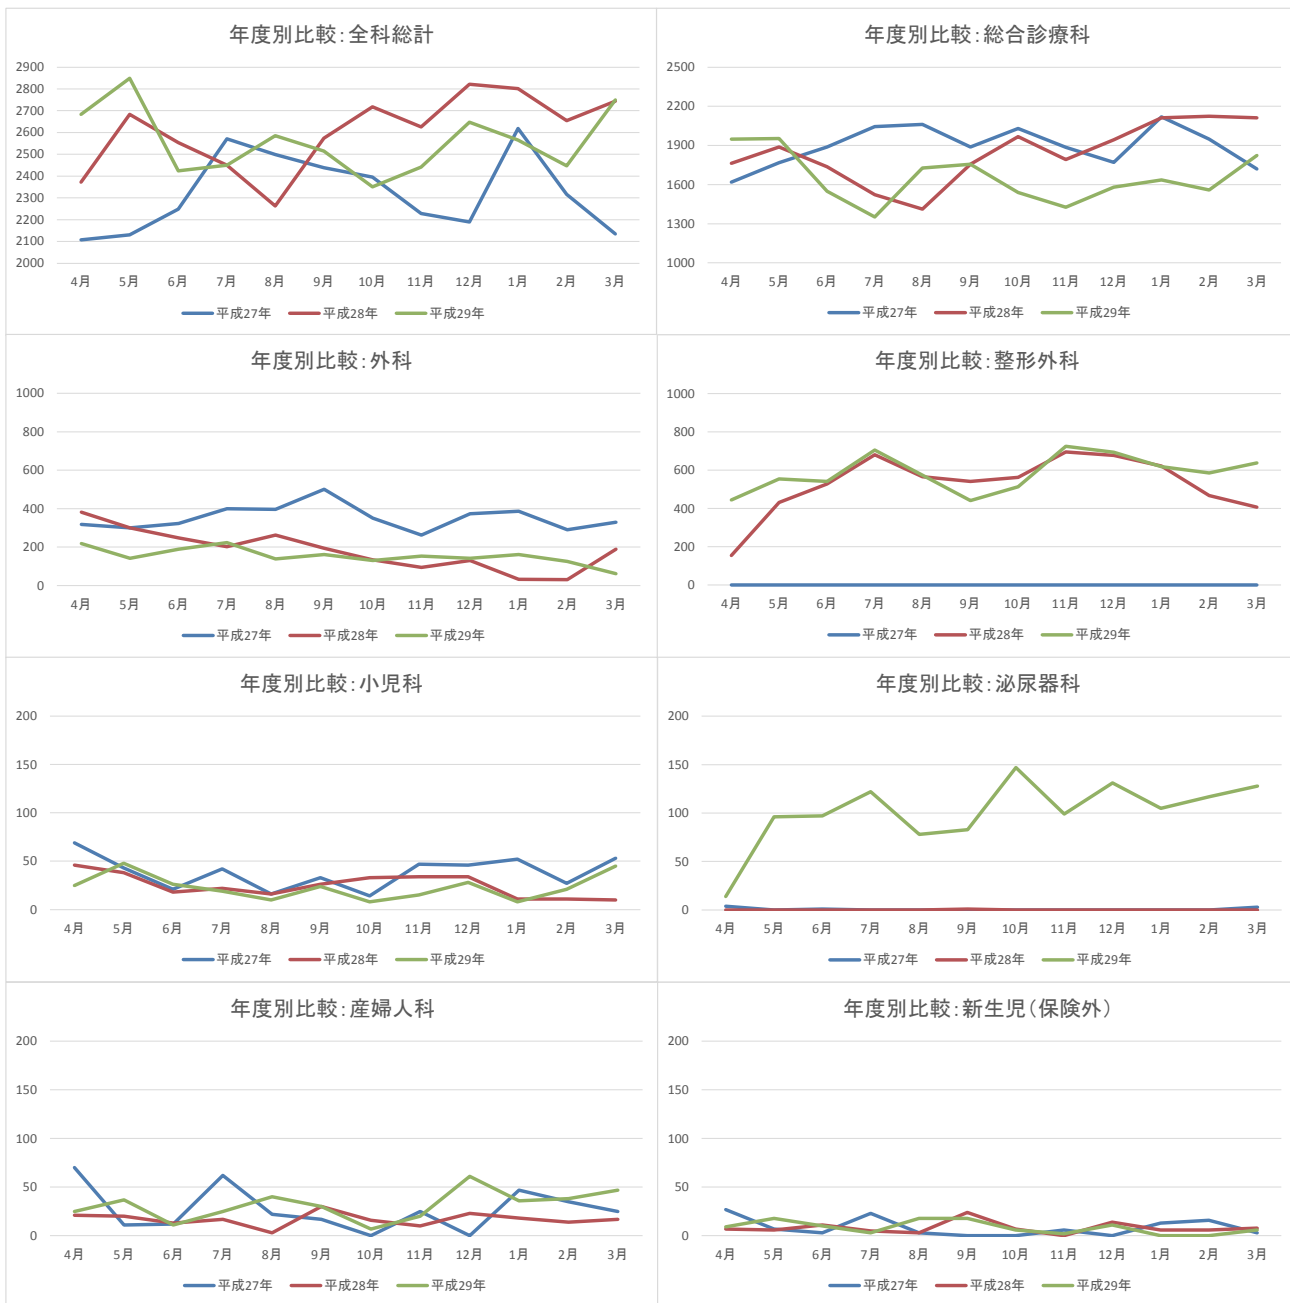 年度別比較：全科総計
2900
2800
2700
2600
2500
2400
2300
2200
2100
2000
4月 5月 6月 7月 8月 9月 10月 11月 12月 1月 2月 3月
平成27年 平成28年 平成29年
年度別比較：総合診療科
2500
2200
1900
1600
1300
1000
4月 5月 6月 7月 8月 9月 10月 11月 12月 1月 2月 3月
平成27年 平成28年 平成29年
年度別比較：外科
1000
800
600
400
200
0
4月 5月 6月 7月 8月 9月 10月 11月 12月 1月 2月 3月
平成27年 平成28年 平成29年
年度別比較：整形外科
1000
800
600
400
200
0
4月 5月 6月 7月 8月 9月 10月 11月 12月 1月 2月 3月
平成27年 平成28年 平成29年
年度別比較：小児科
200
150
100
50
0
4月 5月 6月 7月 8月 9月 10月 11月 12月 1月 2月 3月
平成27年 平成28年 平成29年
年度別比較：泌尿器科
200
150
100
50
0
4月 5月 6月 7月 8月 9月 10月 11月 12月 1月 2月 3月
平成27年 平成28年 平成29年
年度別比較：産婦人科
200
150
100
50
0
4月 5月 6月 7月 8月 9月 10月 11月 12月 1月 2月 3月
平成27年 平成28年 平成29年
年度別比較：新生児（保険外）
200
150
100
50
0
4月 5月 6月 7月 8月 9月 10月 11月 12月 1月 2月 3月
平成27年 平成28年 平成29年